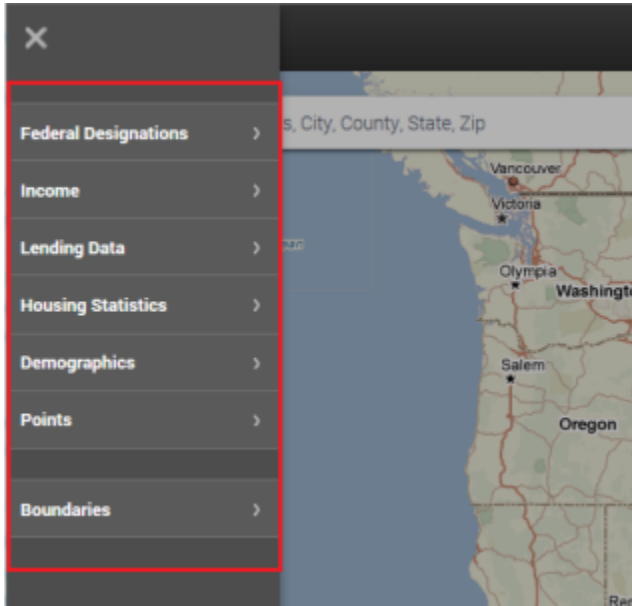 Federal Designations
Income
Lending Data
Housing Statistics
Demographics
Points
Boundaries
s, City, County, State, Zip
Vancouver
Victoria
Olympia
Washingt
Salem
Oregon